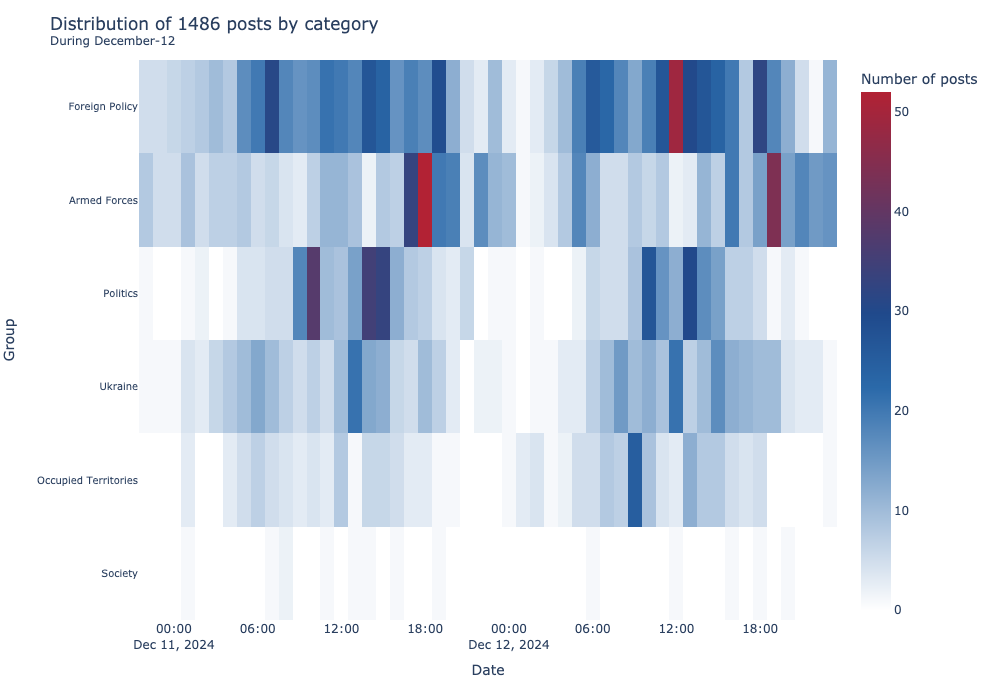 Distribution of 1486 posts by category
During December-12
Number of posts
Foreign Policy
Armed Forces
Politics
Ukraine
Occupied Territories
Society
Group
50
40
30
20
10
0
00:00 06:00 12:00 18:00 00:00 06:00 12:00 18:00
Dec 11, 2024 Dec 12, 2024
Date